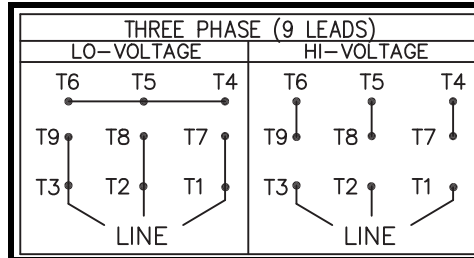 THREE PHASE (9 LEADS)
LO-VOLTAGE HI-VOLTAGE
T6 T5 T4 T6 T5 T4
T9 T8 T7 T9 T8 T7
T3 T2 T1 T3 T2 T1
LINE LINE